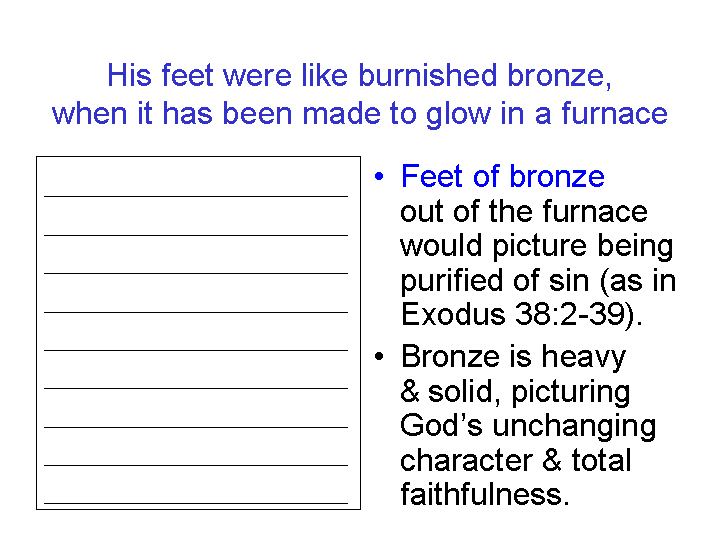 His feet were like burnished bronze,
when it has been made to glow in a furnace
• Feet of bronze
out of the furnace
would picture being
purified of sin (as in
Exodus 38:2-39).
• Bronze is heavy
& solid, picturing
God’s unchanging
character & total
faithfulness.